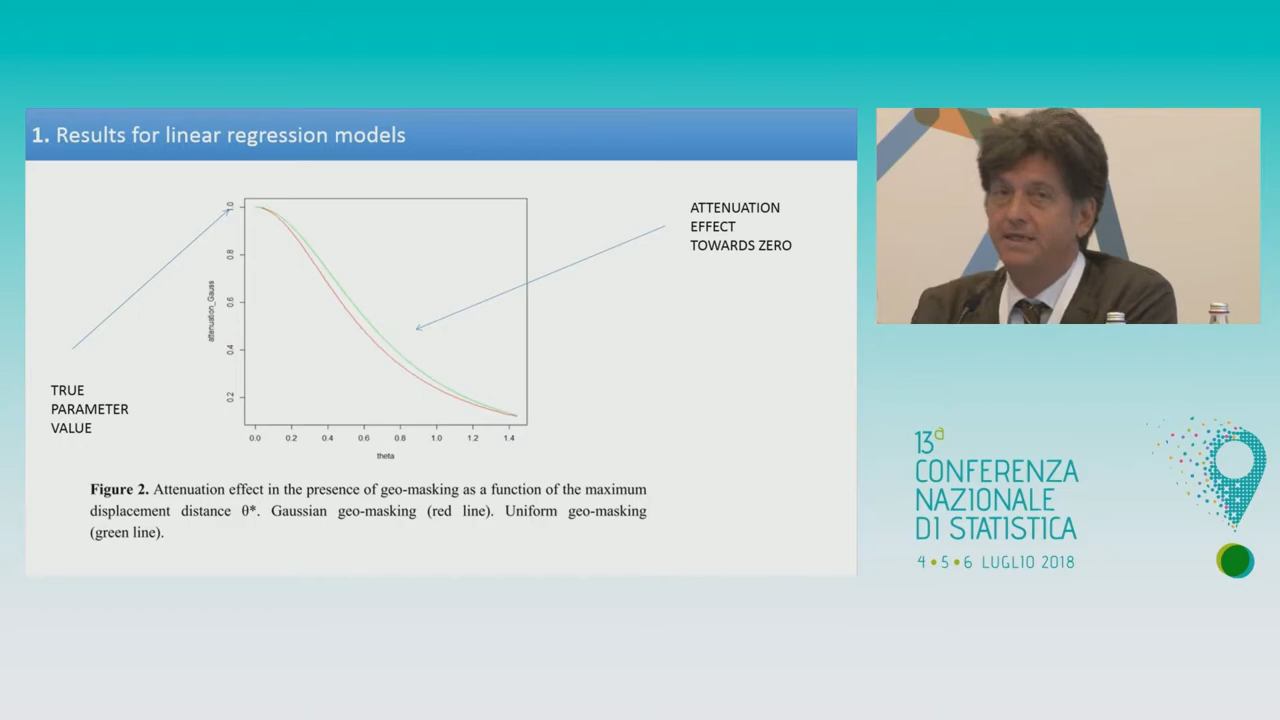 1. Results for linear regression models
ATTENUATION
EFFECT
TOWARDS ZERO
TRUE
PARAMETER
VALUE
attenuation_Gauss
1.0
0.8
0.6
0.4
0.2
0.0 0.2 0.4 0.6 0.8 1.0 1.2 1.4
theta
Figure 2. Attenuation effect in the presence of geo-masking as a function of the maximum
displacement distance θ*. Gaussian geo-masking (red line). Uniform geo-masking
(green line).
13a
CONFERENZA
NAZIONALE
DI STATISTICA
4 • 5 • 6 LUGLIO 2018